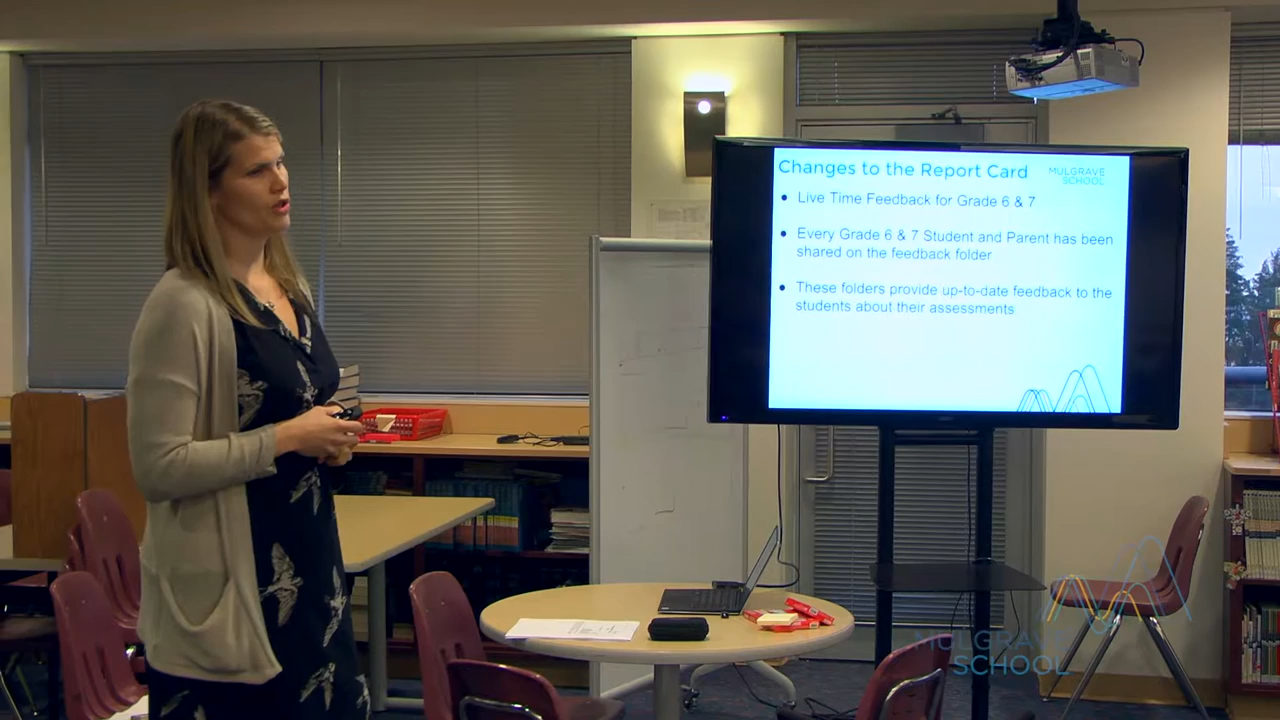 Changes to the Report Card
MULGRAVE
SCHOOL
Live Time Feedback for Grade 6 & 7
Every Grade 6 & 7 Student and Parent has been
shared on the feedback folder
These folders provide up-to-date feedback to the
students about their assessments
MULGRAVE
SCHOOL